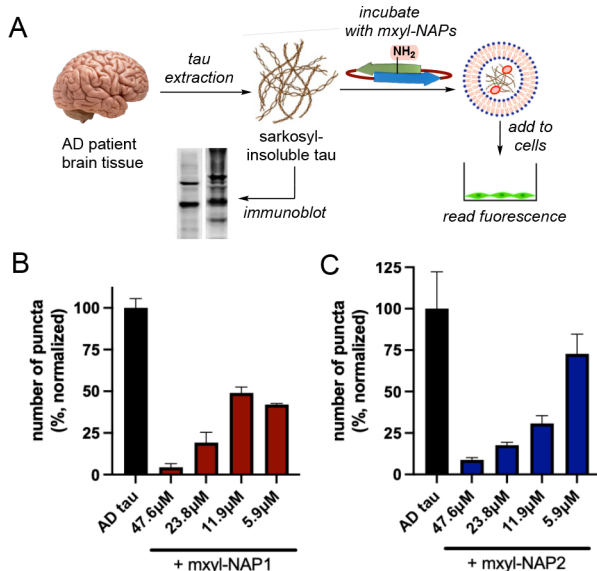 A
AD patient
brain tissue
tau
extraction
sarkosyl-
insoluble tau
immunoblot
incubate
with mxyl-NAPs
NH2
add to
cells
read fuorescence
B
number of puncta
(%, normalized)
100
75
50
25
0
AD tau
47.6µM
23.8µM
11.9µM
5.9µM
+ mxyl-NAP1
C
number of puncta
(%, normalized)
125
100
75
50
25
0
AD tau
47.6µM
23.8µM
11.9µM
5.9µM
+ mxyl-NAP2